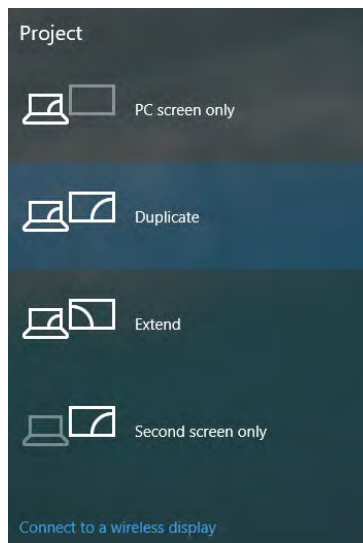 Project
PC screen only
Duplicate
Extend
Second screen only
Connect to a wireless display